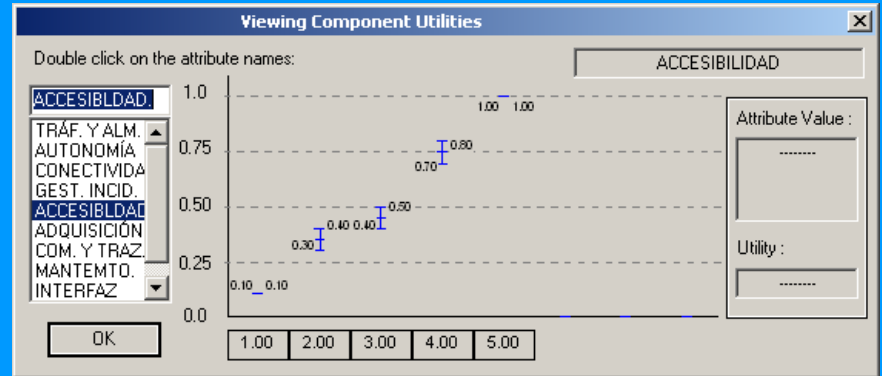 Viewing Component Utilities
Double click on the attribute names:
ACCESIBILIDAD
ACCESIBLDAD.
TRÁF. Y ALM.
AUTONOMÍA
CONECTIVIDA
GEST. INCID.
ACCESIBLDAD
ADQUISICIÓN
COM. Y TRAZ.
MANTEMTO.
INTERFAZ
OK
1.0
0.75
0.50
0.25
0.0
1.00 1.00
0.70 0.80
0.40 0.50
0.30 0.40
0.10 0.10
1.00 2.00 3.00 4.00 5.00
Attribute Value :
--------
Utility :
--------